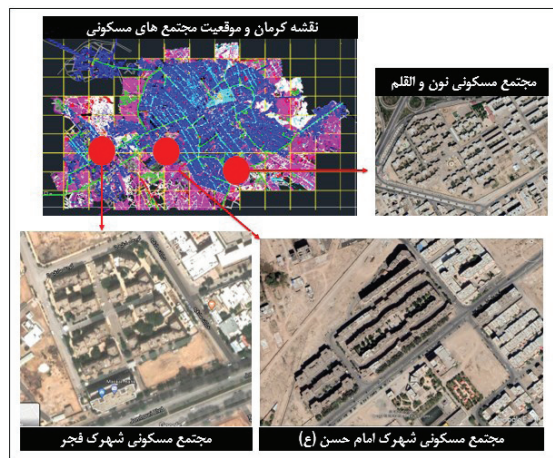 نقشه کرمان و موقعیت مجتمع های مسکونی
مجتمع مسکونی نون و القلم
مجتمع مسکونی شهرک فجر
مجتمع مسکونی شهرک امام حسن (ع)